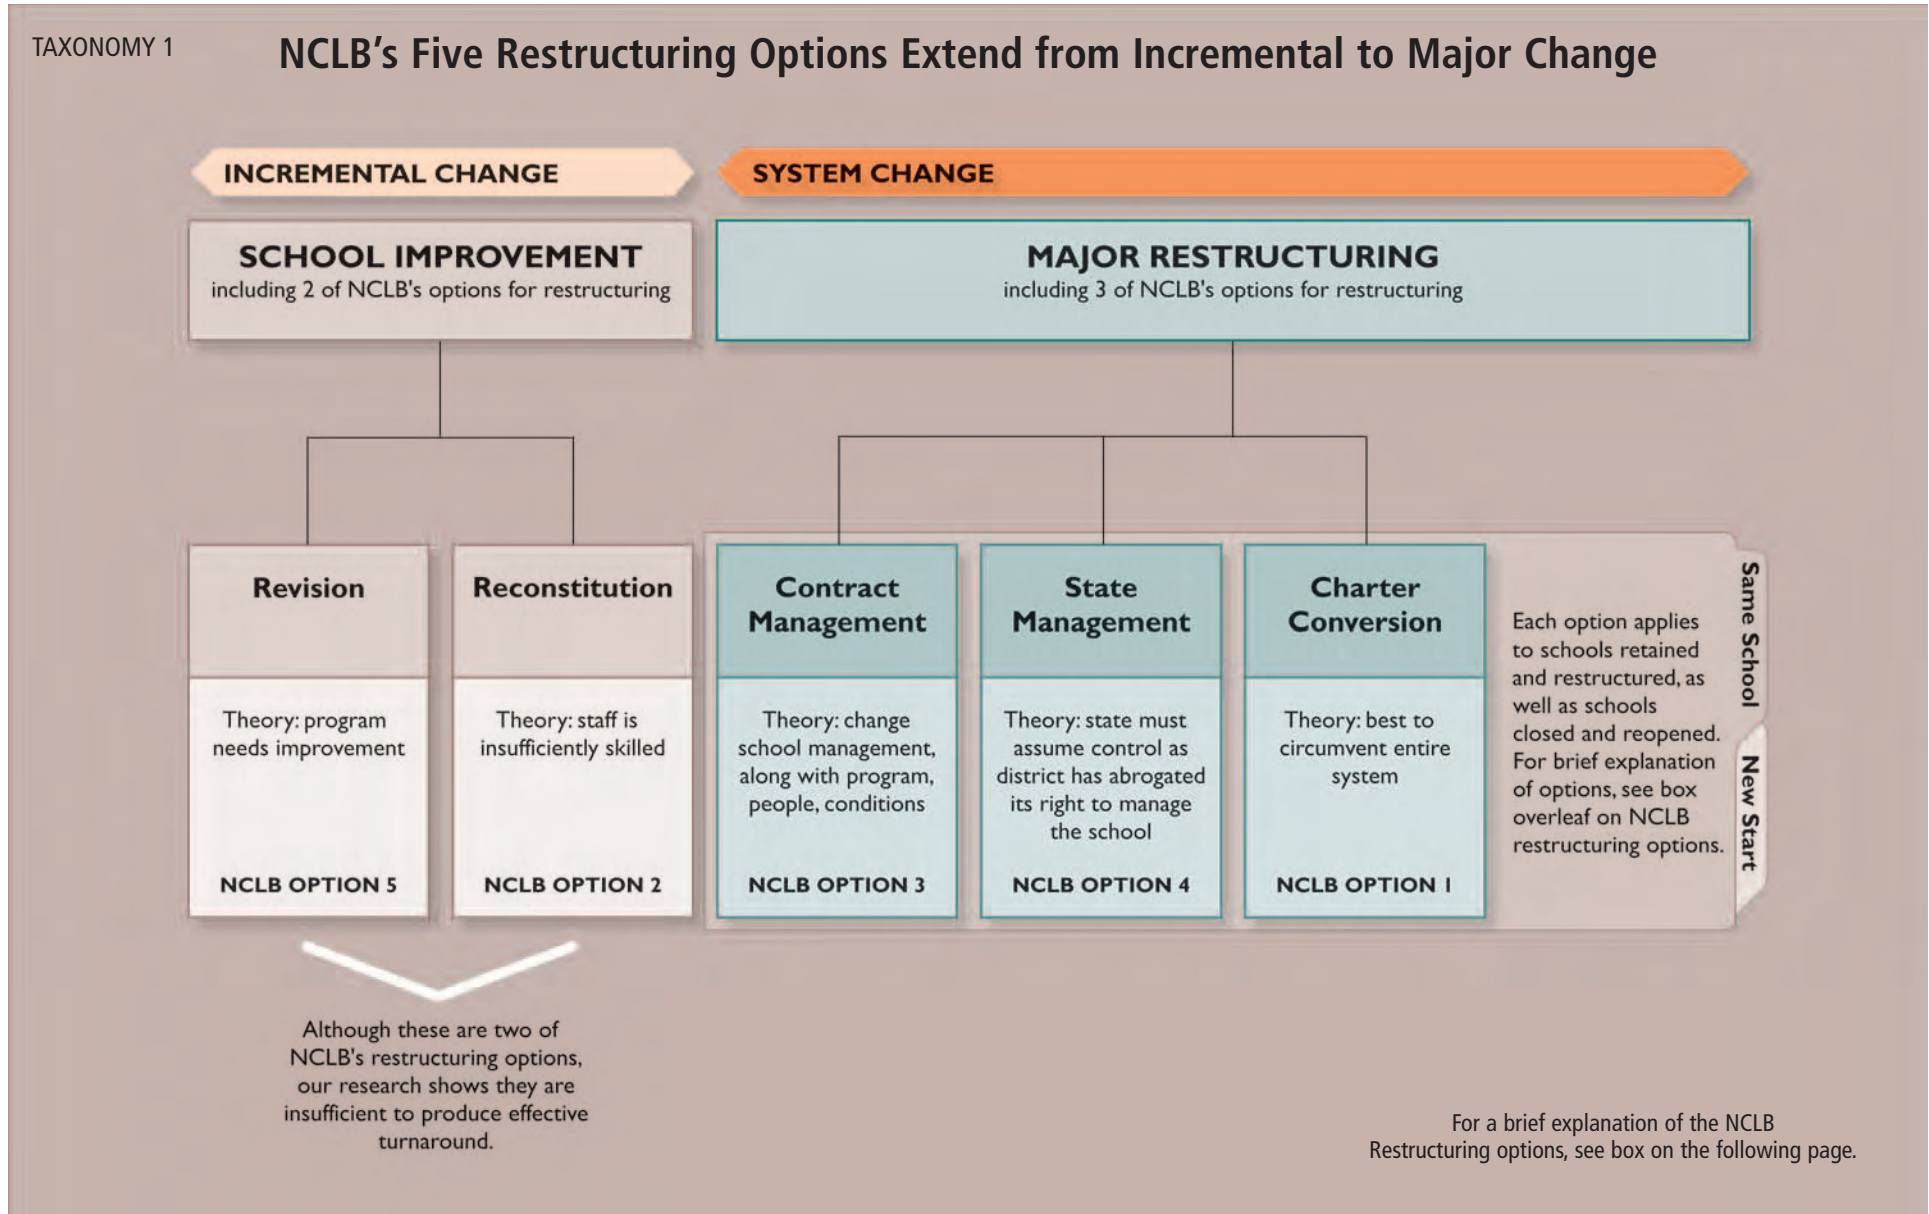 TAXONOMY 1
NCLB's Five Restructuring Options Extend from Incremental to Major Change
INCREMENTAL CHANGE
SYSTEM CHANGE
SCHOOL IMPROVEMENT
including 2 of NCLB's options for restructuring
MAJOR RESTRUCTURING
including 3 of NCLB's options for restructuring
Revision
Theory: program
needs improvement
NCLB OPTION 5
Reconstitution
Theory: staff is
insufficiently skilled
NCLB OPTION 2
Contract
Management
Theory: change
school management,
along with program,
people, conditions
NCLB OPTION 3
State
Management
Theory: state must
assume control as
district has abrogated
its right to manage
the school
NCLB OPTION 4
Charter
Conversion
Theory: best to
circumvent entire
system
NCLB OPTION 1
Each option applies
to schools retained
and restructured, as
well as schools
closed and reopened.
For brief explanation
of options, see box
overleaf on NCLB
restructuring options.
Same School
New Start
Although these are two of
NCLB's restructuring options,
our research shows they are
insufficient to produce effective
turnaround.
For a brief explanation of the NCLB
Restructuring options, see box on the following page.